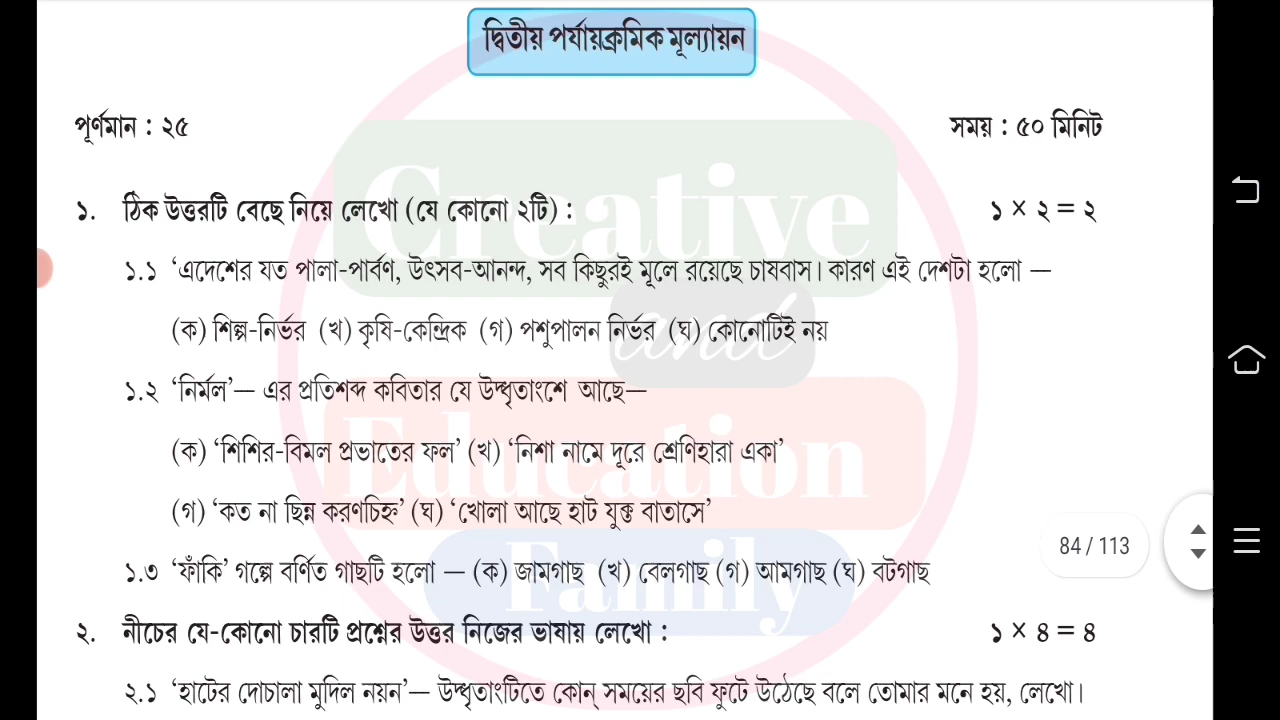 দ্বিতীয় পর্যায়ক্রমিক মূল্যায়ন
পূর্ণমান : ২৫ সময় : ৫০ মিনিট
১. ঠিক উত্তরটি বেছে নিয়ে লেখো (যে কোনো ২টি) : ১ × ২ = ২
১.১ ‘এদেশের যত পালা-পার্বণ, উৎসব-আনন্দ, সব কিছুরই মূলে রয়েছে চাষবাস। কারণ এই দেশটা হলো —
(ক) শিল্প-নির্ভর (খ) কৃষি-কেন্দ্রিক (গ) পশুপালন নির্ভর (ঘ) কোনোটিই নয়
১.২ ‘নির্মল’— এর প্রতিশব্দ কবিতার যে উদ্ধৃতাংশে আছে—
(ক) ‘শিশির-বিমল প্রভাতের ফল’ (খ) ‘নিশা নামে দূরে শ্রেণিহারা একা’
(গ) ‘কত না ছিন্ন করণচিহ্ন’ (ঘ) ‘খোলা আছে হাট যুক্ত বাতাসে’
১.৩ ‘ফাঁকি’ গল্পে বর্ণিত গাছটি হলো — (ক) জামগাছ (খ) বেলগাছ (গ) আমগাছ (ঘ) বটগাছ
২. নীচের যে-কোনো চারটি প্রশ্নের উত্তর নিজের ভাষায় লেখো : ১ × ৪ = ৪
২.১ ‘হাটের দোচালা মুদিল নয়ন’— উদ্ধৃতাংটিতে কোন্ সময়ের ছবি ফুটে উঠেছে বলে তোমার মনে হয়, লেখো।
Creative
and
Education
Family
84 / 113